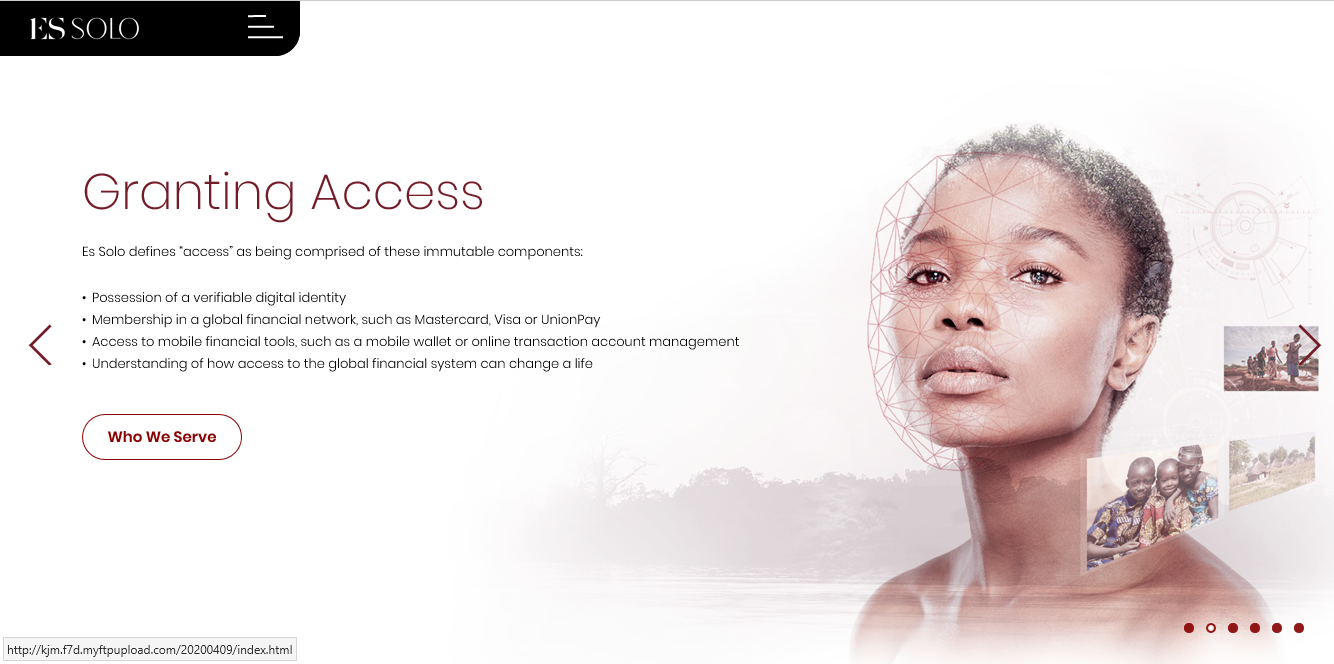 ES SOLO
Granting Access
Es Solo defines “access” as being comprised of these immutable components:
• Possession of a verifiable digital identity
• Membership in a global financial network, such as Mastercard, Visa or UnionPay
• Access to mobile financial tools, such as a mobile wallet or online transaction account management
• Understanding of how access to the global financial system can change a life
Who We Serve
http://kjm.f7d.myftpupload.com/20200409/index.html